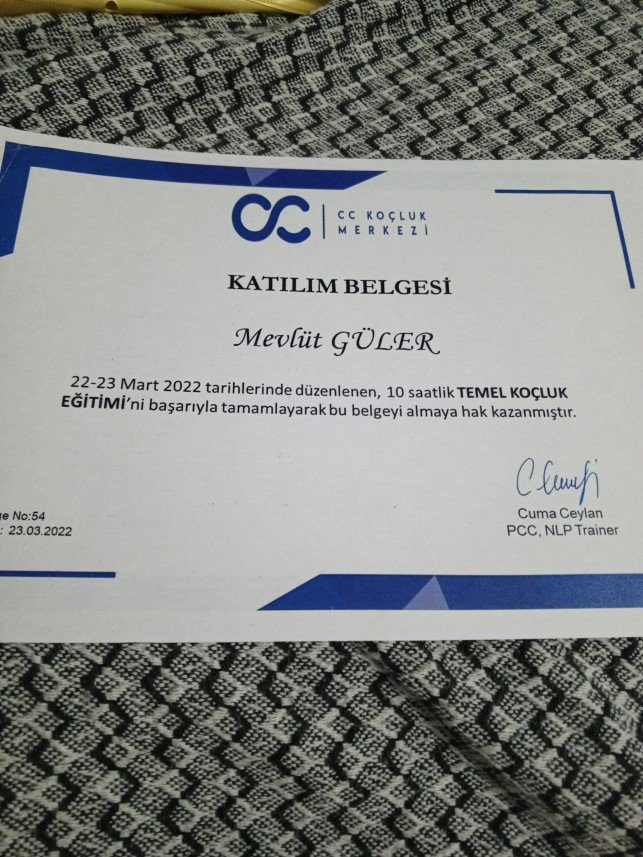 CC KOÇLUK
MERKEZİ
KATILIM BELGESİ
Mevlüt GÜLER
22-23 Mart 2022 tarihlerinde düzenlenen, 10 saatlik TEMEL KOÇLUK
EĞİTİMİ'ni başarıyla tamamlayarak bu belgeyi almaya hak kazanmıştır.
Cuma Ceylan
PCC, NLP Trainer
No:54
: 23.03.2022